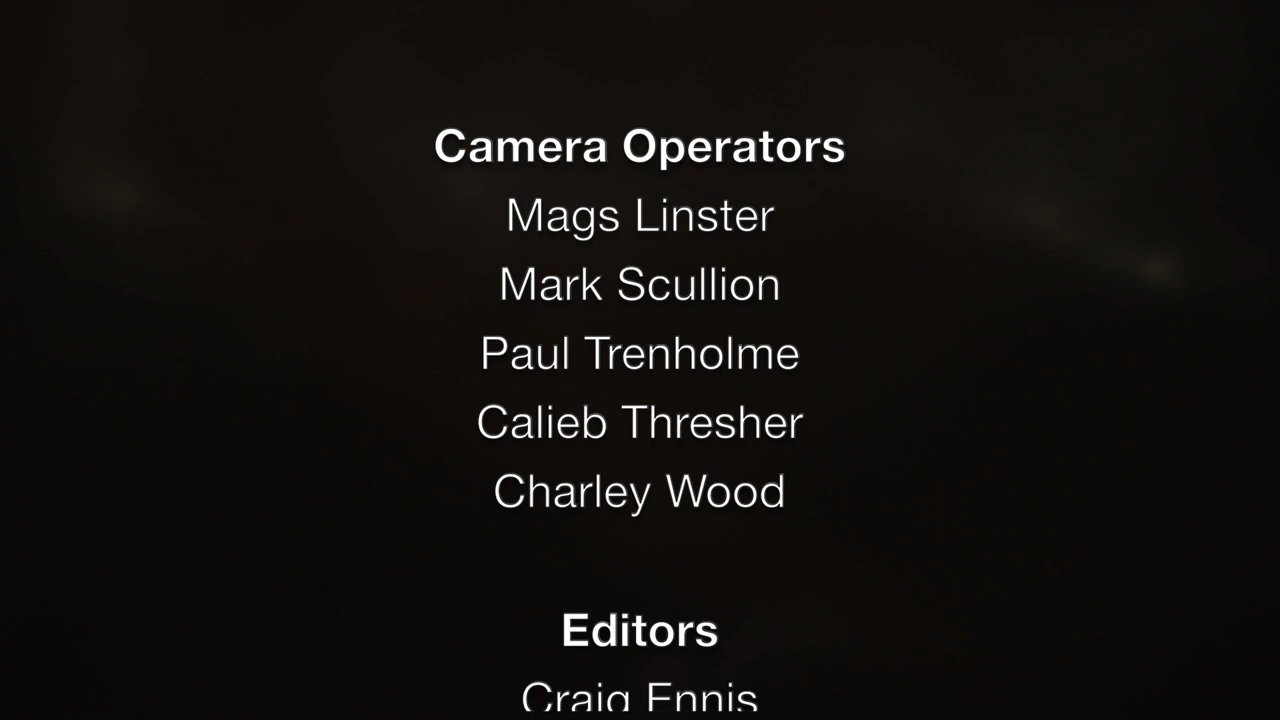 Camera Operators
Mags Linster
Mark Scullion
Paul Trenholme
Calieb Thresher
Charley Wood
Editors
Craig Ennis